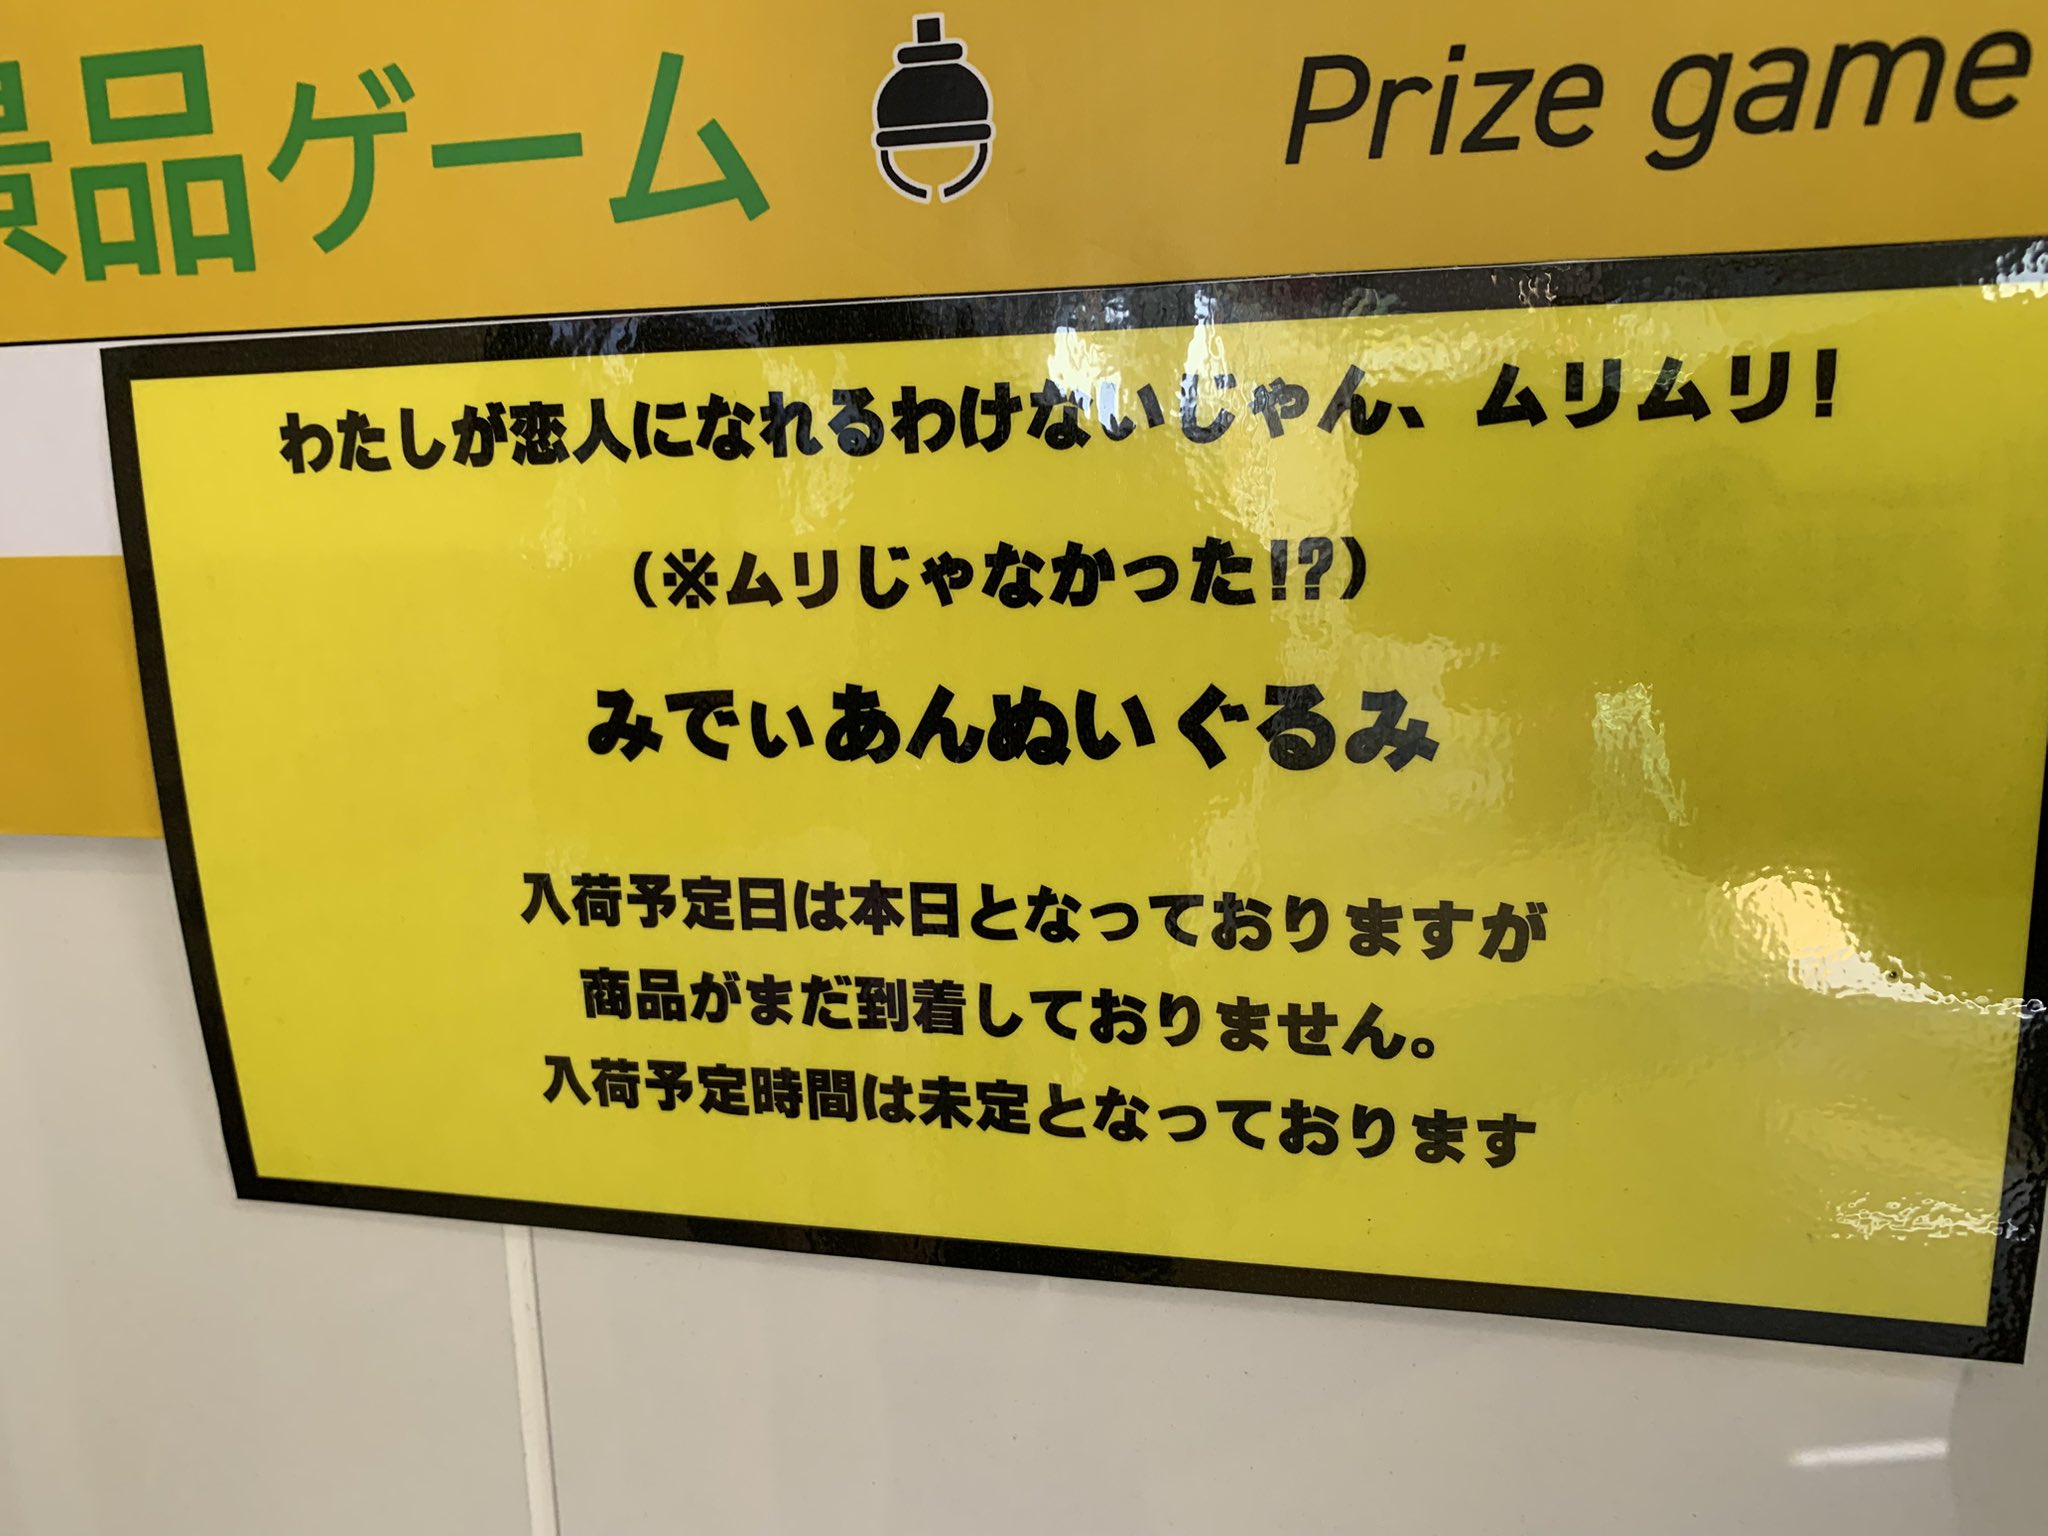 景品ゲーム
Prize game
わたしが恋人になれるわけないじゃん、ムリムリ！
（※ムリじゃなかった!?）
みでぃあんぬいぐるみ
入荷予定日は本日となっておりますが
商品がまだ到着しておりません。
入荷予定時間は未定となっております